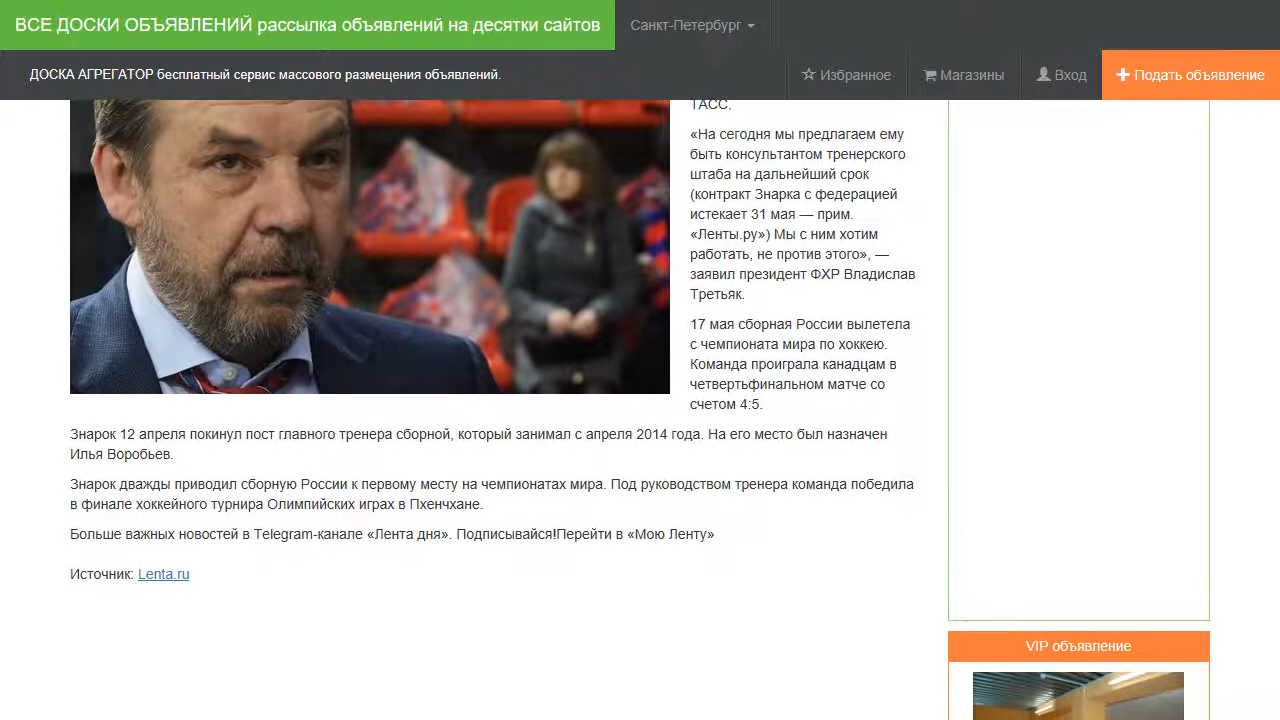 ВСЕ ДОСКИ ОБЪЯВЛЕНИЙ рассылка объявлений на десятки сайтов
Санкт-Петербург
ДОСКА АГРЕГАТОР бесплатный сервис массового размещения объявлений.
Избранное
Магазины
Вход
Подать объявление
ТАСС.
«На сегодня мы предлагаем ему
быть консультантом тренерского
штаба на дальнейший срок
(контракт Знарка с федерацией
истекает 31 мая — прим.
«Ленты.ру») Мы с ним хотим
работать, не против этого», —
заявил президент ФХР Владислав
Третьяк.
17 мая сборная России вылетела
с чемпионата мира по хоккею.
Команда проиграла канадцам в
четвертьфинальном матче со
счетом 4:5.
Знарок 12 апреля покинул пост главного тренера сборной, который занимал с апреля 2014 года. На его место был назначен
Илья Воробьев.
Знарок дважды приводил сборную России к первому месту на чемпионатах мира. Под руководством тренера команда победила
в финале хоккейного турнира Олимпийских играх в Пхенчхане.
Больше важных новостей в Telegram-канале «Лента дня». Подписывайся!Перейти в «Мою Ленту»
Источник: Lenta.ru
VIP объявление